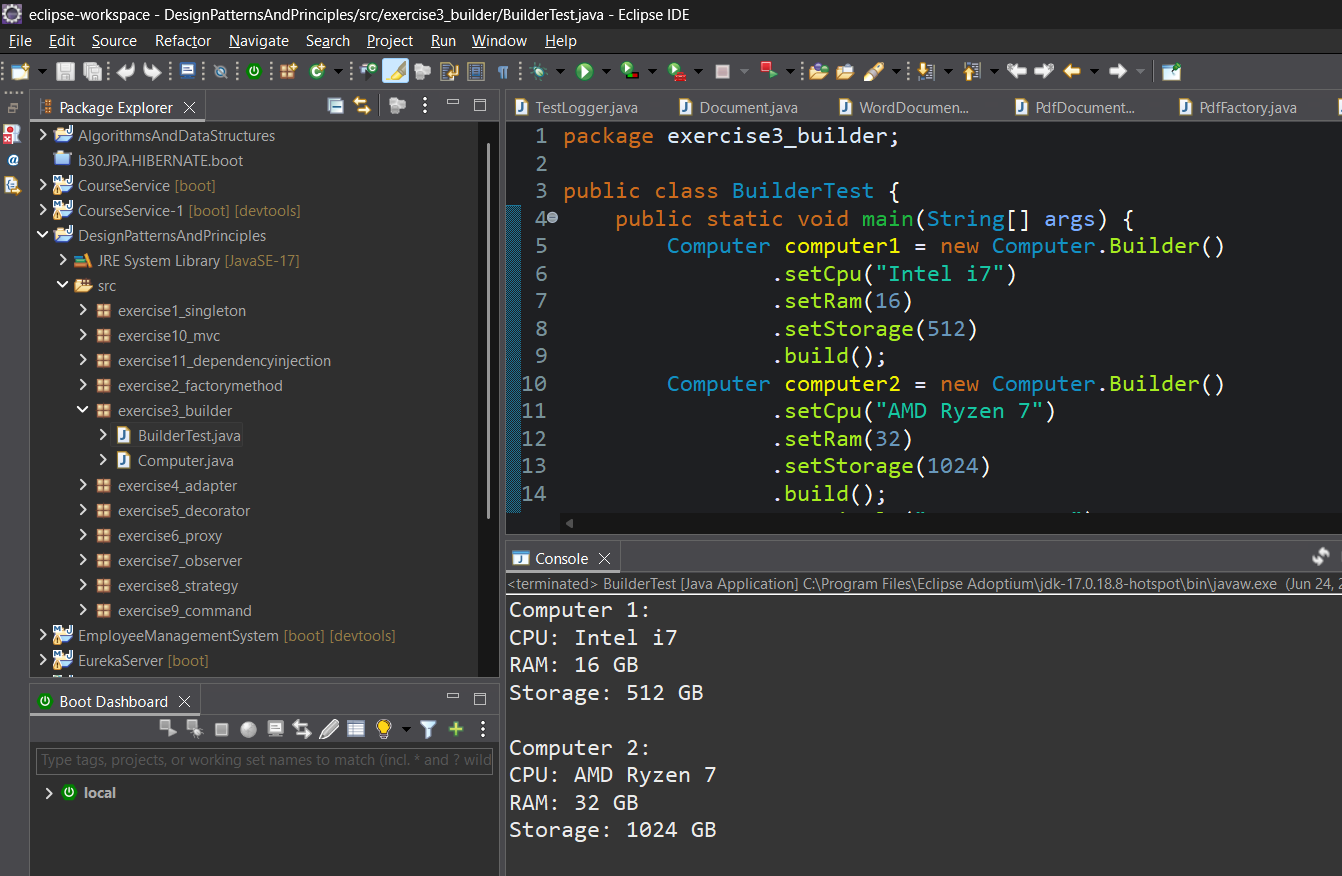 eclipse-workspace - DesignPatternsAndPrinciples/src/exercise3_builder/BuilderTest.java - Eclipse IDE
File Edit Source Refactor Navigate Search Project Run Window Help
Package Explorer
AlgorithmsAndDataStructures
b30.JPA.HIBERNATE.boot
CourseService [boot]
CourseService-1 [boot] [devtools]
DesignPatternsAndPrinciples
JRE System Library [JavaSE-17]
src
exercise1_singleton
exercise10_mvc
exercise11_dependencyinjection
exercise2_factorymethod
exercise3_builder
BuilderTest.java
Computer.java
exercise4_adapter
exercise5_decorator
exercise6_proxy
exercise7_observer
exercise8_strategy
exercise9_command
EmployeeManagementSystem [boot] [devtools]
EurekaServer [boot]
Boot Dashboard
Type tags, projects, or working set names to match (incl. * and ? wild
local
TestLogger.java Document.java WordDocumen... PdfDocument... PdfFactory.java
1 package exercise3_builder;
2
3 public class BuilderTest {
4 public static void main(String[] args) {
5 Computer computer1 = new Computer.Builder()
6 .setCpu("Intel i7")
7 .setRam(16)
8 .setStorage(512)
9 .build();
10 Computer computer2 = new Computer.Builder()
11 .setCpu("AMD Ryzen 7")
12 .setRam(32)
13 .setStorage(1024)
14 .build();
Console
<terminated> BuilderTest [Java Application] C:\Program Files\Eclipse Adoptium\jdk-17.0.18.8-hotspot\bin\javaw.exe (Jun 24, 2
Computer 1:
CPU: Intel i7
RAM: 16 GB
Storage: 512 GB
Computer 2:
CPU: AMD Ryzen 7
RAM: 32 GB
Storage: 1024 GB